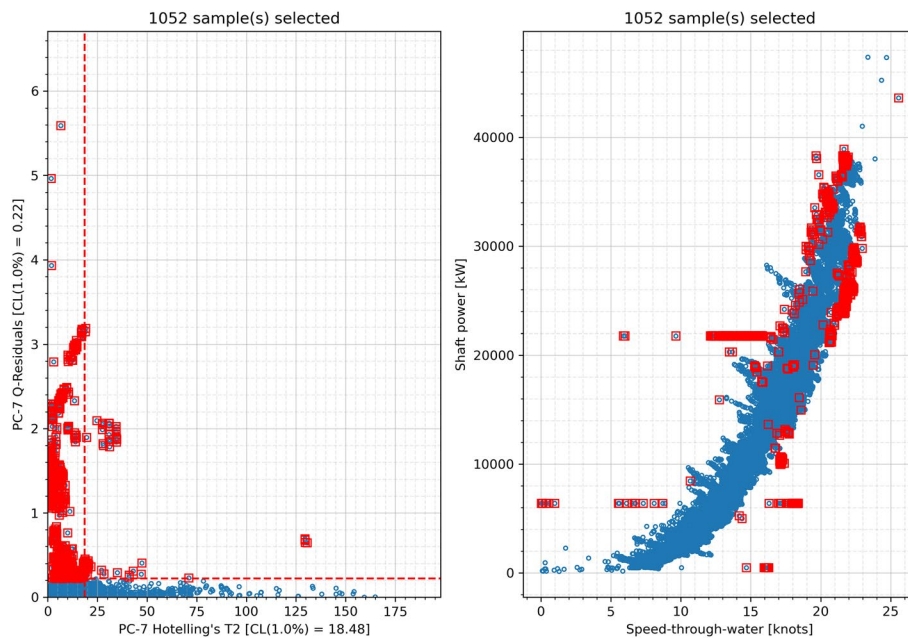 1052 sample(s) selected
6
5
4
3
2
1
0
PC-7 Q-Residuals [CL(1.0%) = 0.22]
0 25 50 75 100 125 150 175
PC-7 Hotelling's T2 [CL(1.0%) = 18.48]
1052 sample(s) selected
40000
30000
20000
10000
0
Shaft power [kW]
0 5 10 15 20 25
Speed-through-water [knots]